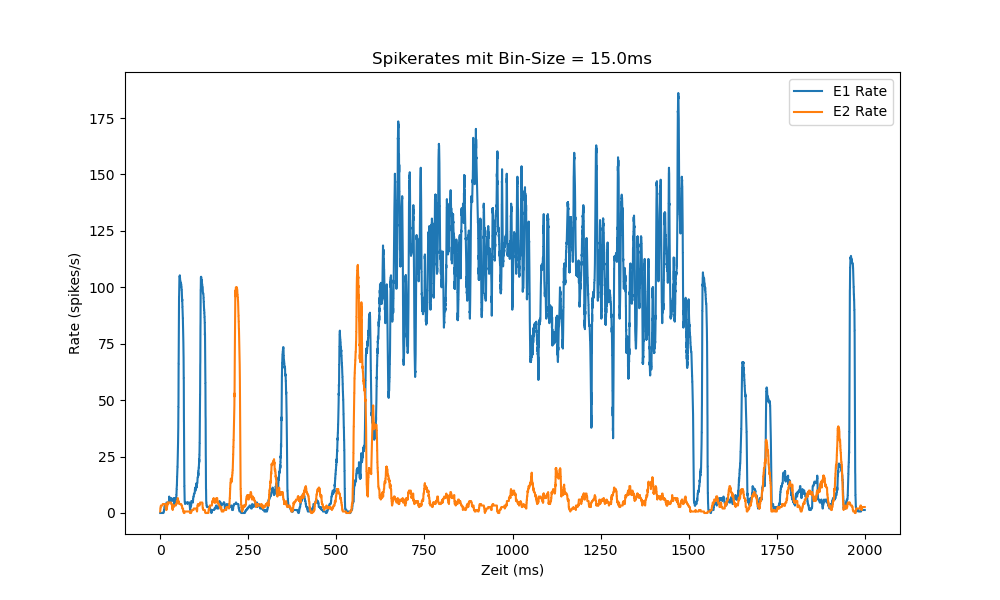 Spikerates mit Bin-Size = 15.0ms
E1 Rate
E2 Rate
175
150
125
100
75
50
25
0
Rate (spikes/s)
0 250 500 750 1000 1250 1500 1750 2000
Zeit (ms)